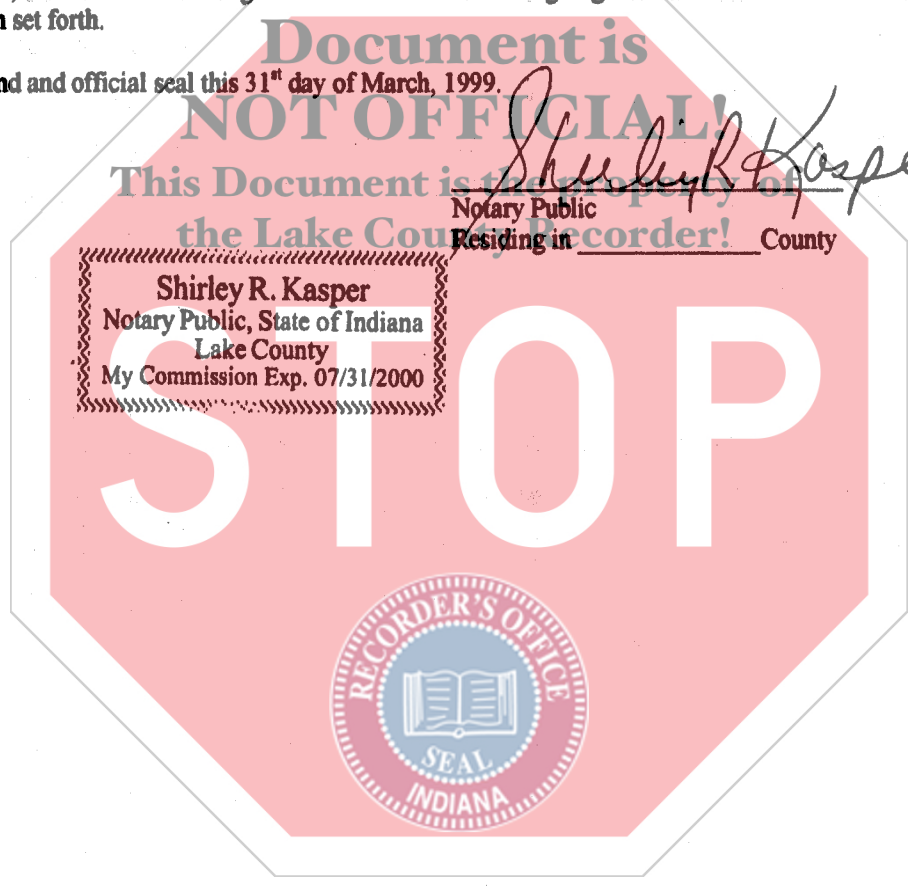 set forth.
Document is
and official seal this 31st day of March, 1999.
NOT OFFICIAL!
Shirley R Kaspe
This Document is the property of
Notary Public
the Lake County Recorder!
Residing in ____________ County
Shirley R. Kasper
Notary Public, State of Indiana
Lake County
My Commission Exp. 07/31/2000
STOP
RECORDER'S OFFICE
SEAL
INDIANA